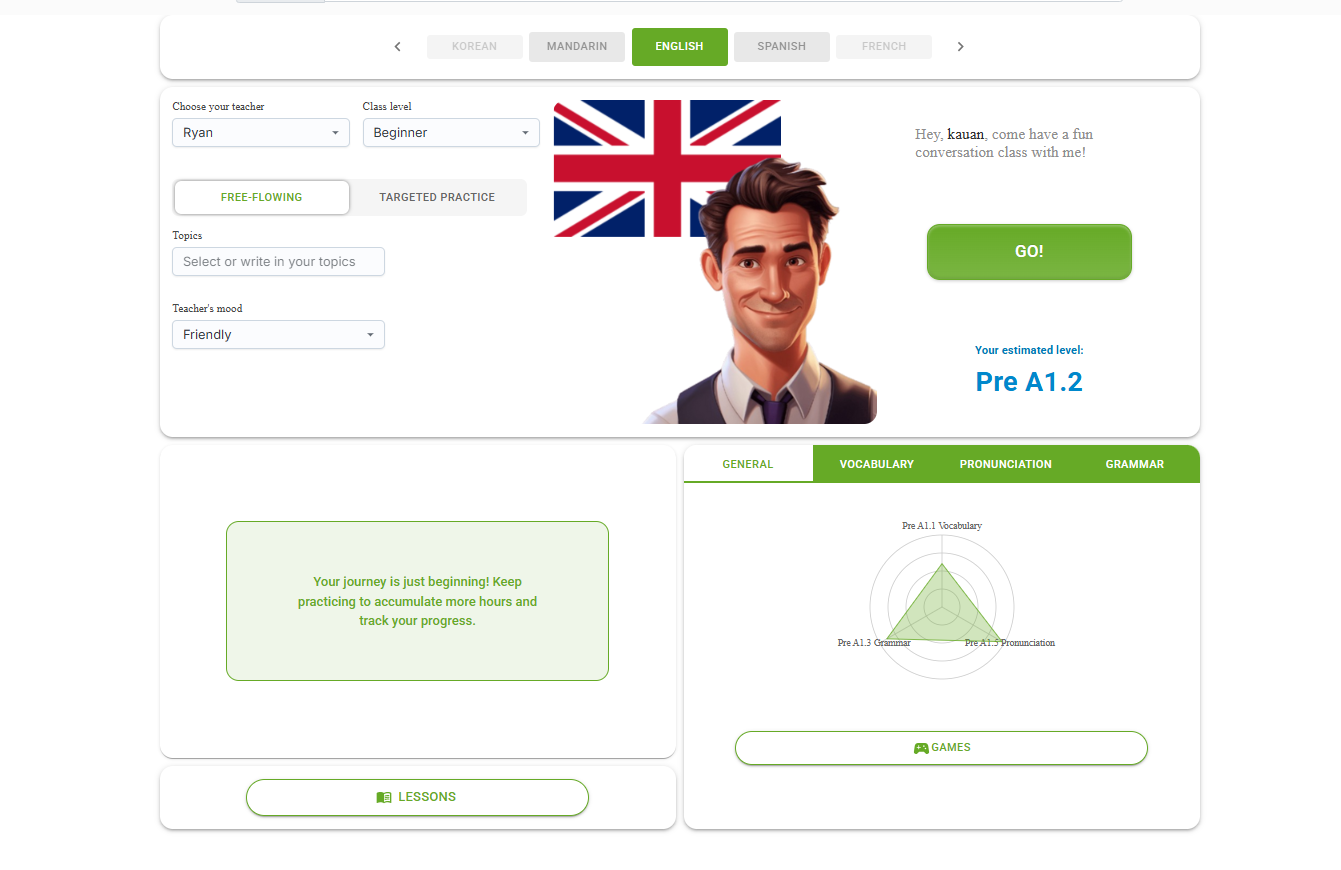 KOREAN
MANDARIN
ENGLISH
SPANISH
FRENCH
Choose your teacher
Class level
Ryan
Beginner
FREE-FLOWING
TARGETED PRACTICE
Topics
Select or write in your topics
Teacher's mood
Friendly
Hey, kauan, come have a fun
conversation class with me!
GO!
Your estimated level:
Pre A1.2
Your journey is just beginning! Keep
practicing to accumulate more hours and
track your progress.
LESSONS
GENERAL
VOCABULARY
PRONUNCIATION
GRAMMAR
Pre A1.1 Vocabulary
Pre A1.3 Grammar
Pre A1.5 Pronunciation
GAMES